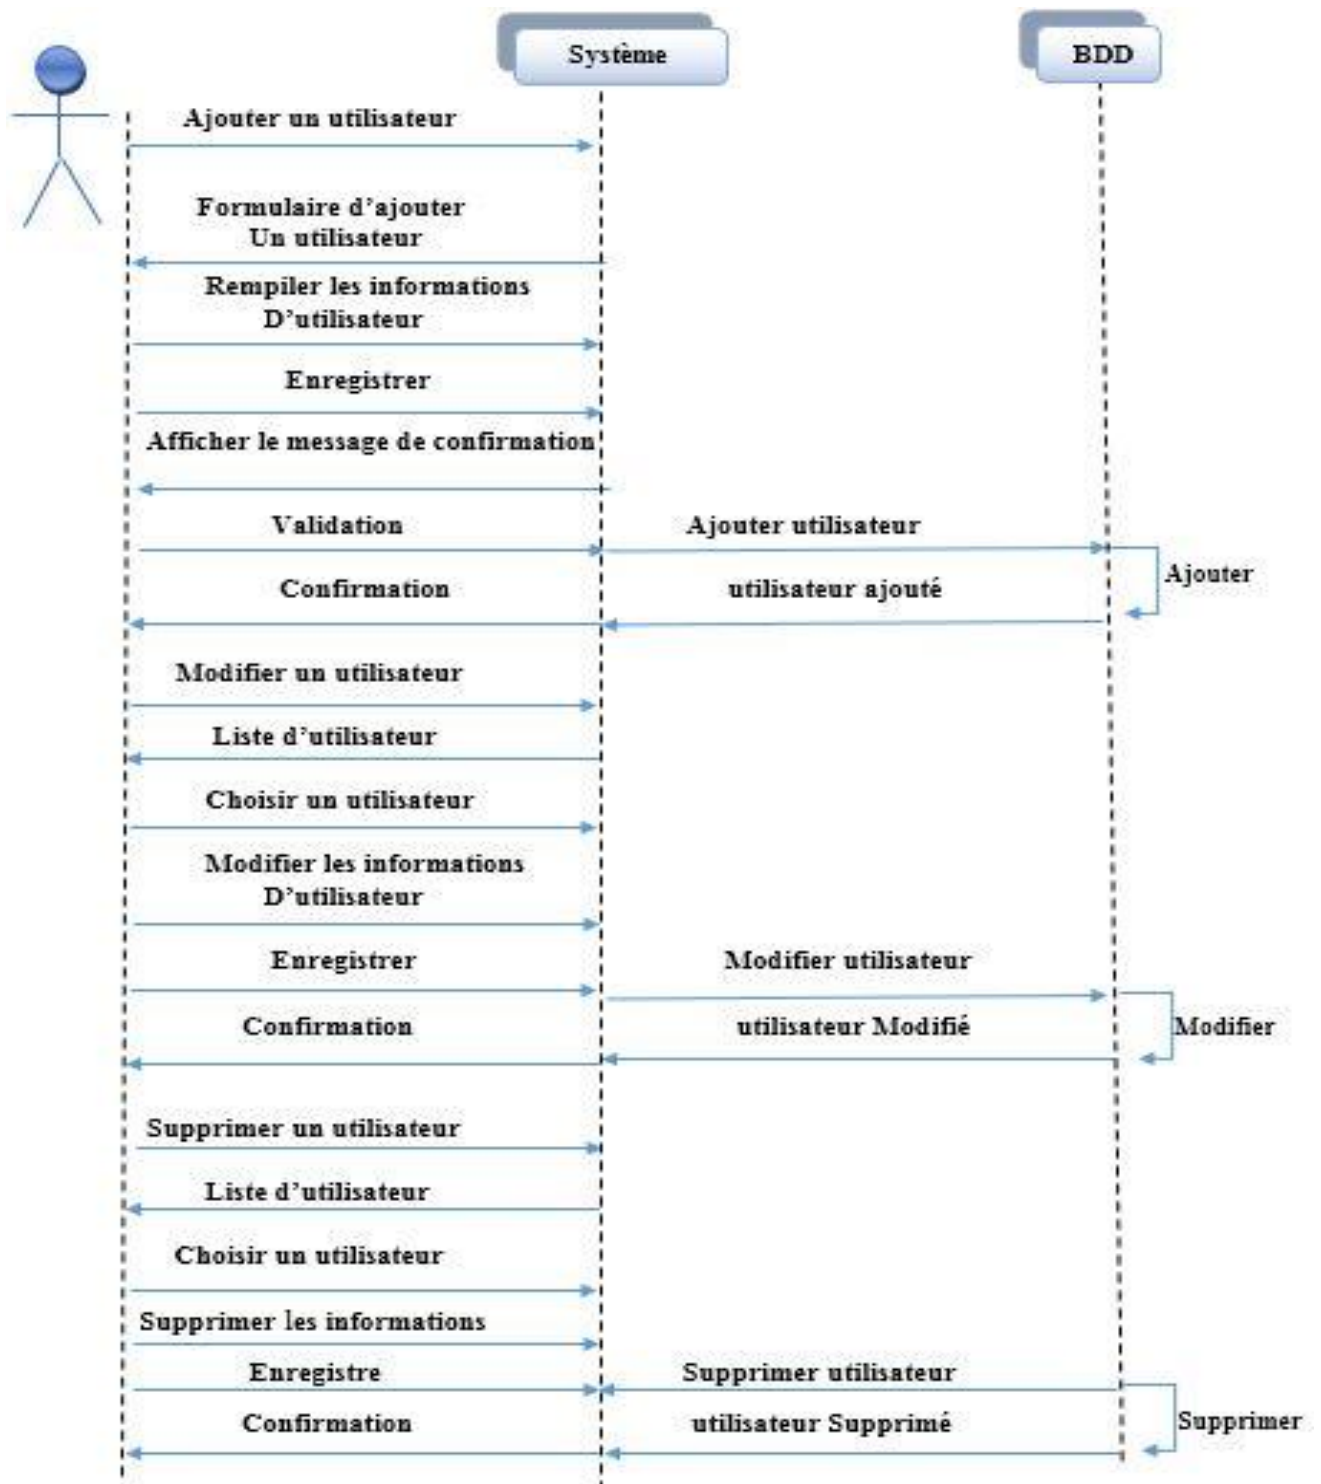 Système
BDD
Ajouter un utilisateur
Formulaire d’ajouter
Un utilisateur
Rempiler les informations
D’utilisateur
Enregistrer
Afficher le message de confirmation
Validation
Ajouter utilisateur
Ajouter
Confirmation
utilisateur ajouté
Modifier un utilisateur
Liste d’utilisateur
Choisir un utilisateur
Modifier les informations
D’utilisateur
Enregistrer
Modifier utilisateur
Confirmation
utilisateur Modifié
Modifier
Supprimer un utilisateur
Liste d’utilisateur
Choisir un utilisateur
Supprimer les informations
Enregistre
Supprimer utilisateur
Confirmation
utilisateur Supprimé
Supprimer